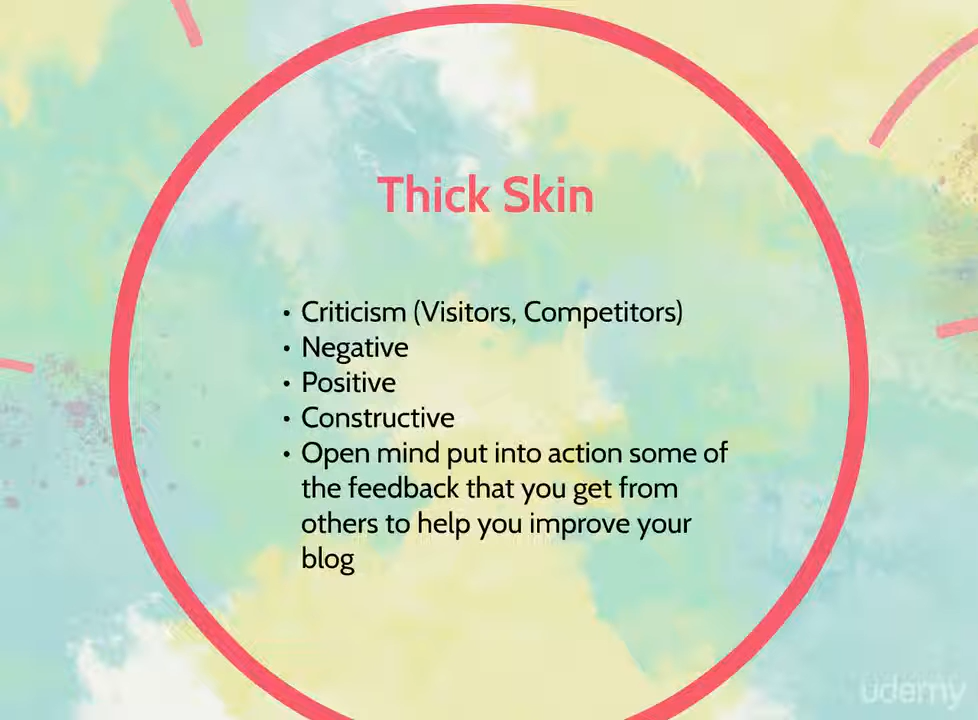 Thick Skin
• Criticism (Visitors, Competitors)
• Negative
• Positive
• Constructive
• Open mind put into action some of
the feedback that you get from
others to help you improve your
blog
udemy